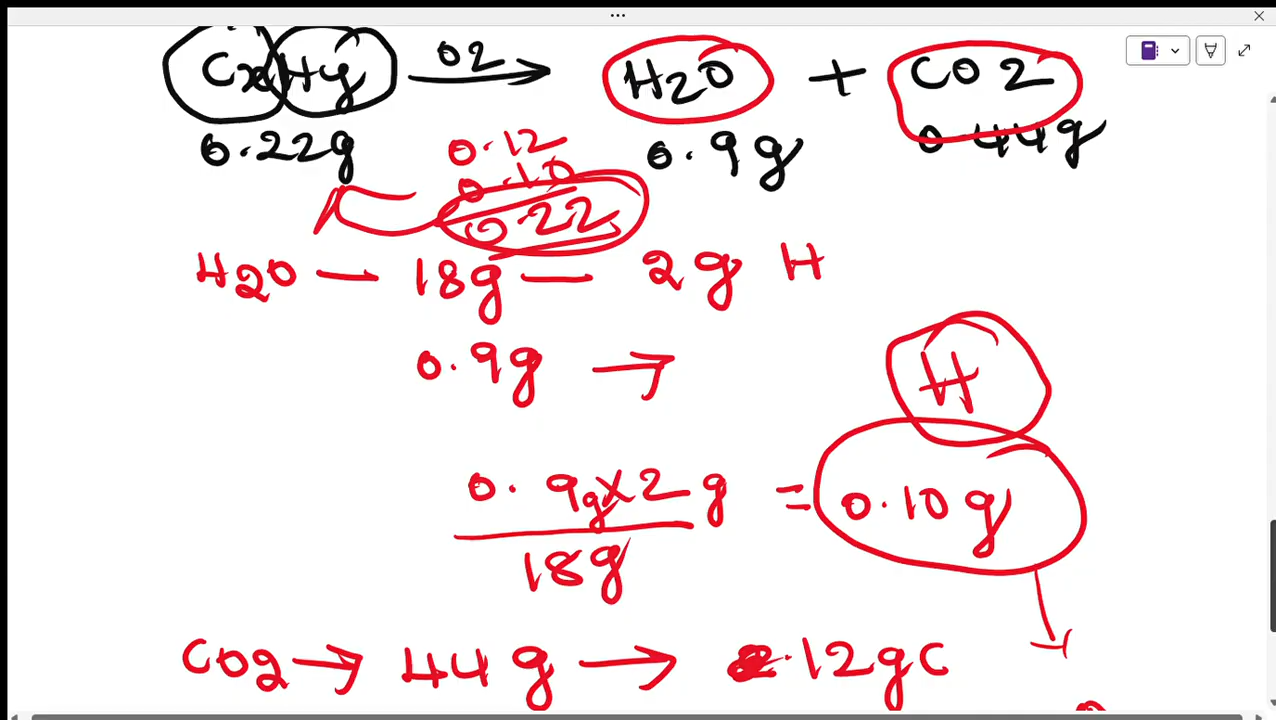 CxHy O2 → H2O + CO2
0.22g 0.9g 0.44g
0.12
0.10
0.22
H2O — 18g — 2g H
0.9g →
H
0.9g x 2g = 0.10g
18g
CO2 → 44g → 12gC